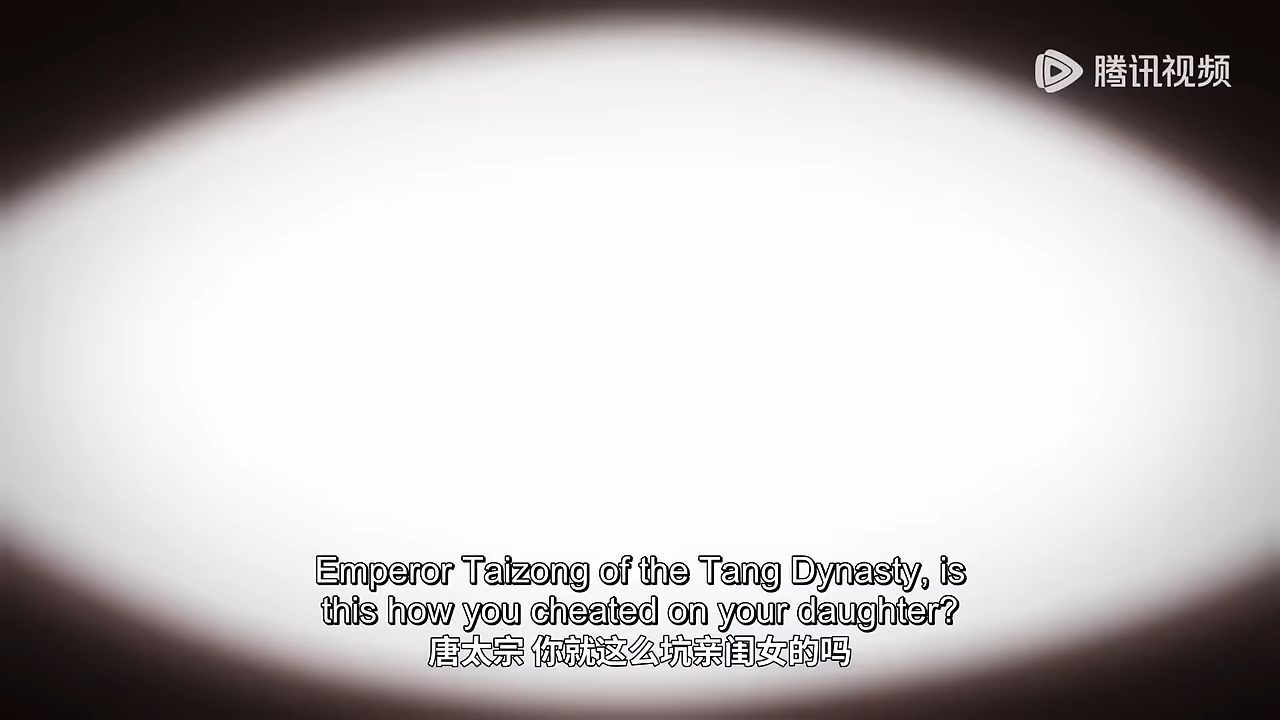 腾讯视频
Emperor Taizong of the Tang Dynasty, is
this how you cheated on your daughter?
唐太宗 你就这么坑亲闺女的吗